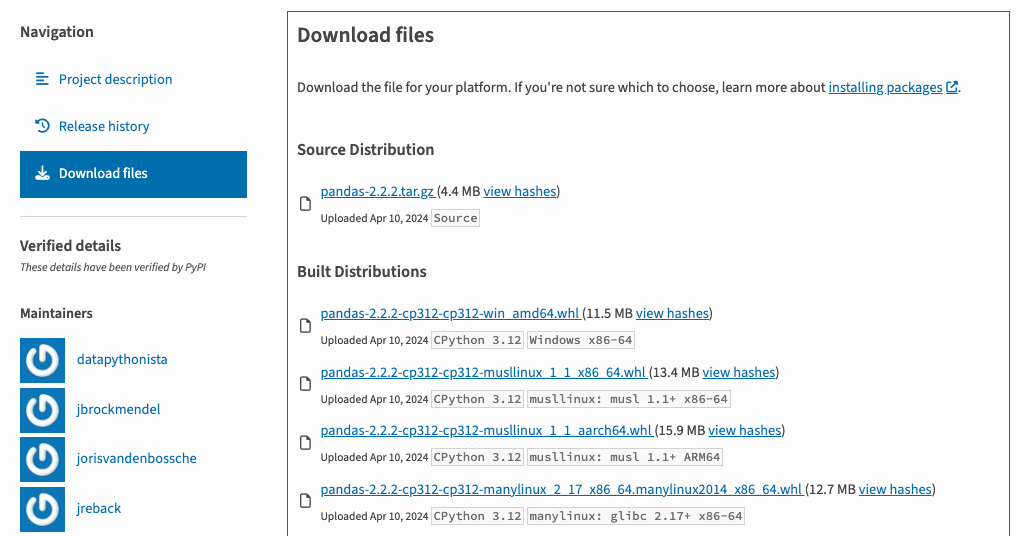 Navigation
Project description
Release history
Download files
Verified details
These details have been verified by PyPI
Maintainers
datapythonista
jbrockmendel
jorisvandenbossche
jreback
Download files
Download the file for your platform. If you're not sure which to choose, learn more about installing packages.
Source Distribution
pandas-2.2.2.tar.gz (4.4 MB view hashes)
Uploaded Apr 10, 2024 Source
Built Distributions
pandas-2.2.2-cp312-cp312-win_amd64.whl (11.5 MB view hashes)
Uploaded Apr 10, 2024 CPython 3.12 Windows x86-64
pandas-2.2.2-cp312-cp312-musllinux_1_1_x86_64.whl (13.4 MB view hashes)
Uploaded Apr 10, 2024 CPython 3.12 musllinux: musl 1.1+ x86-64
pandas-2.2.2-cp312-cp312-musllinux_1_1_aarch64.whl (15.9 MB view hashes)
Uploaded Apr 10, 2024 CPython 3.12 musllinux: musl 1.1+ ARM64
pandas-2.2.2-cp312-cp312-manylinux_2_17_x86_64.manylinux2014_x86_64.whl (12.7 MB view hashes)
Uploaded Apr 10, 2024 CPython 3.12 manylinux: glibc 2.17+ x86-64